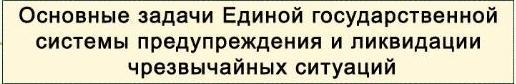 Основные задачи Единой государственной
системы предупреждения и ликвидации
чрезвычайных ситуаций